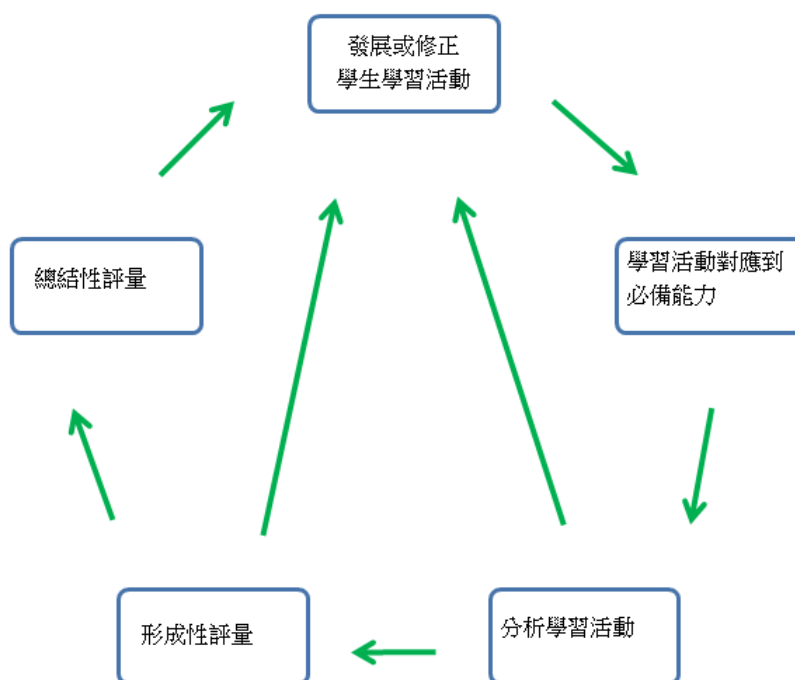 發展或修正
學生學習活動
總結性評量
學習活動對應到
必備能力
形成性評量
分析學習活動